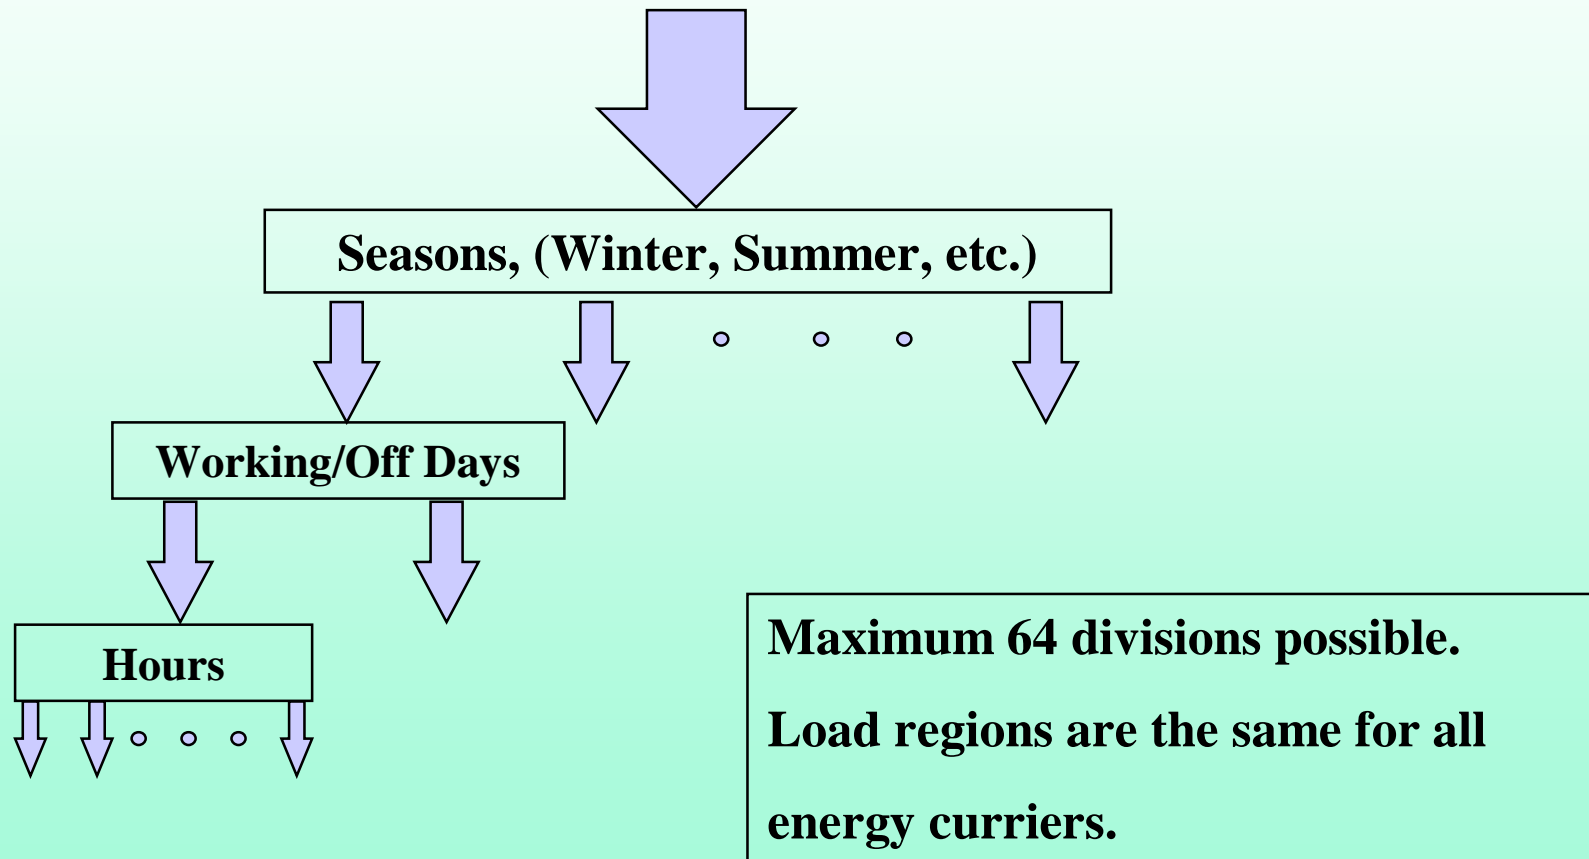 Seasons, (Winter, Summer, etc.)
Working/Off Days
Hours
Maximum 64 divisions possible.
Load regions are the same for all
energy curriers.